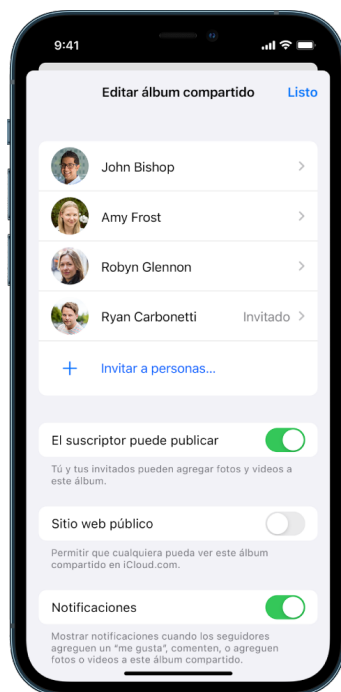 9:41
Editar álbum compartido Listo
John Bishop
Amy Frost
Robyn Glennon
Ryan Carbonetti Invitado
Invitar a personas...
El suscriptor puede publicar
Tú y tus invitados pueden agregar fotos y videos a
este álbum.
Sitio web público
Permitir que cualquiera pueda ver este álbum
compartido en iCloud.com.
Notificaciones
Mostrar notificaciones cuando los seguidores
agreguen un "me gusta", comenten, o agreguen
fotos o videos a este álbum compartido.